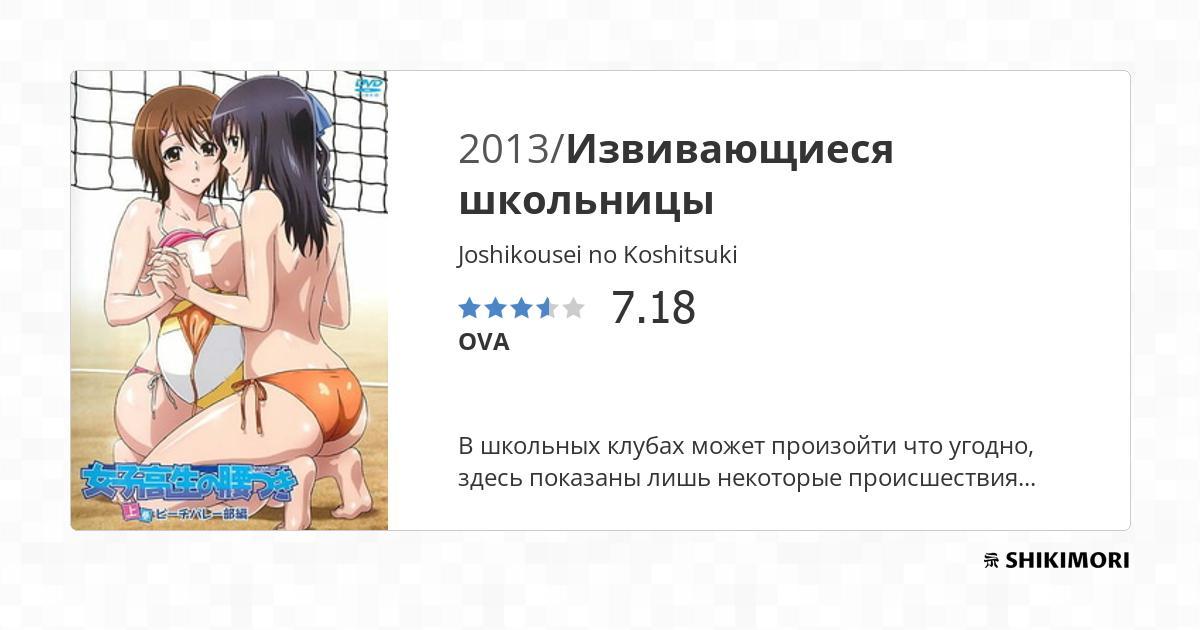 DVD
2013/Извивающиеся
школьницы
Joshikousei no Koshitsuki
7.18
OVA
В школьных клубах может произойти что угодно,
здесь показаны лишь некоторые происшествия...
女子高生の腰つき
上巻 ビーチバレー部編
SHIKIMORI